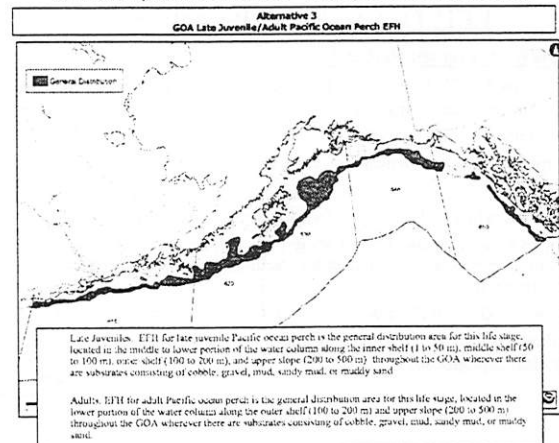 Alternative 3
GOA Late Juvenile/Adult Pacific Ocean Perch EFH
General Distribution
620
Late Juveniles. EFH for late juvenile Pacific ocean perch is the general distribution area for this life stage,
located in the middle to lower portion of the water column along the inner shelf (1 to 50 m), middle shelf (50
to 100 m), outer shelf (100 to 200 m), and upper slope (200 to 500 m) throughout the GOA wherever there
are substrates consisting of cobble, gravel, mud, sandy mud, or muddy sand
Adults. EFH for adult Pacific ocean perch is the general distribution area for this life stage, located in the
lower portion of the water column along the outer shelf (100 to 200 m) and upper slope (200 to 500 m)
throughout the GOA wherever there are substrates consisting of cobble, gravel, mud, sandy mud, or muddy
sand.